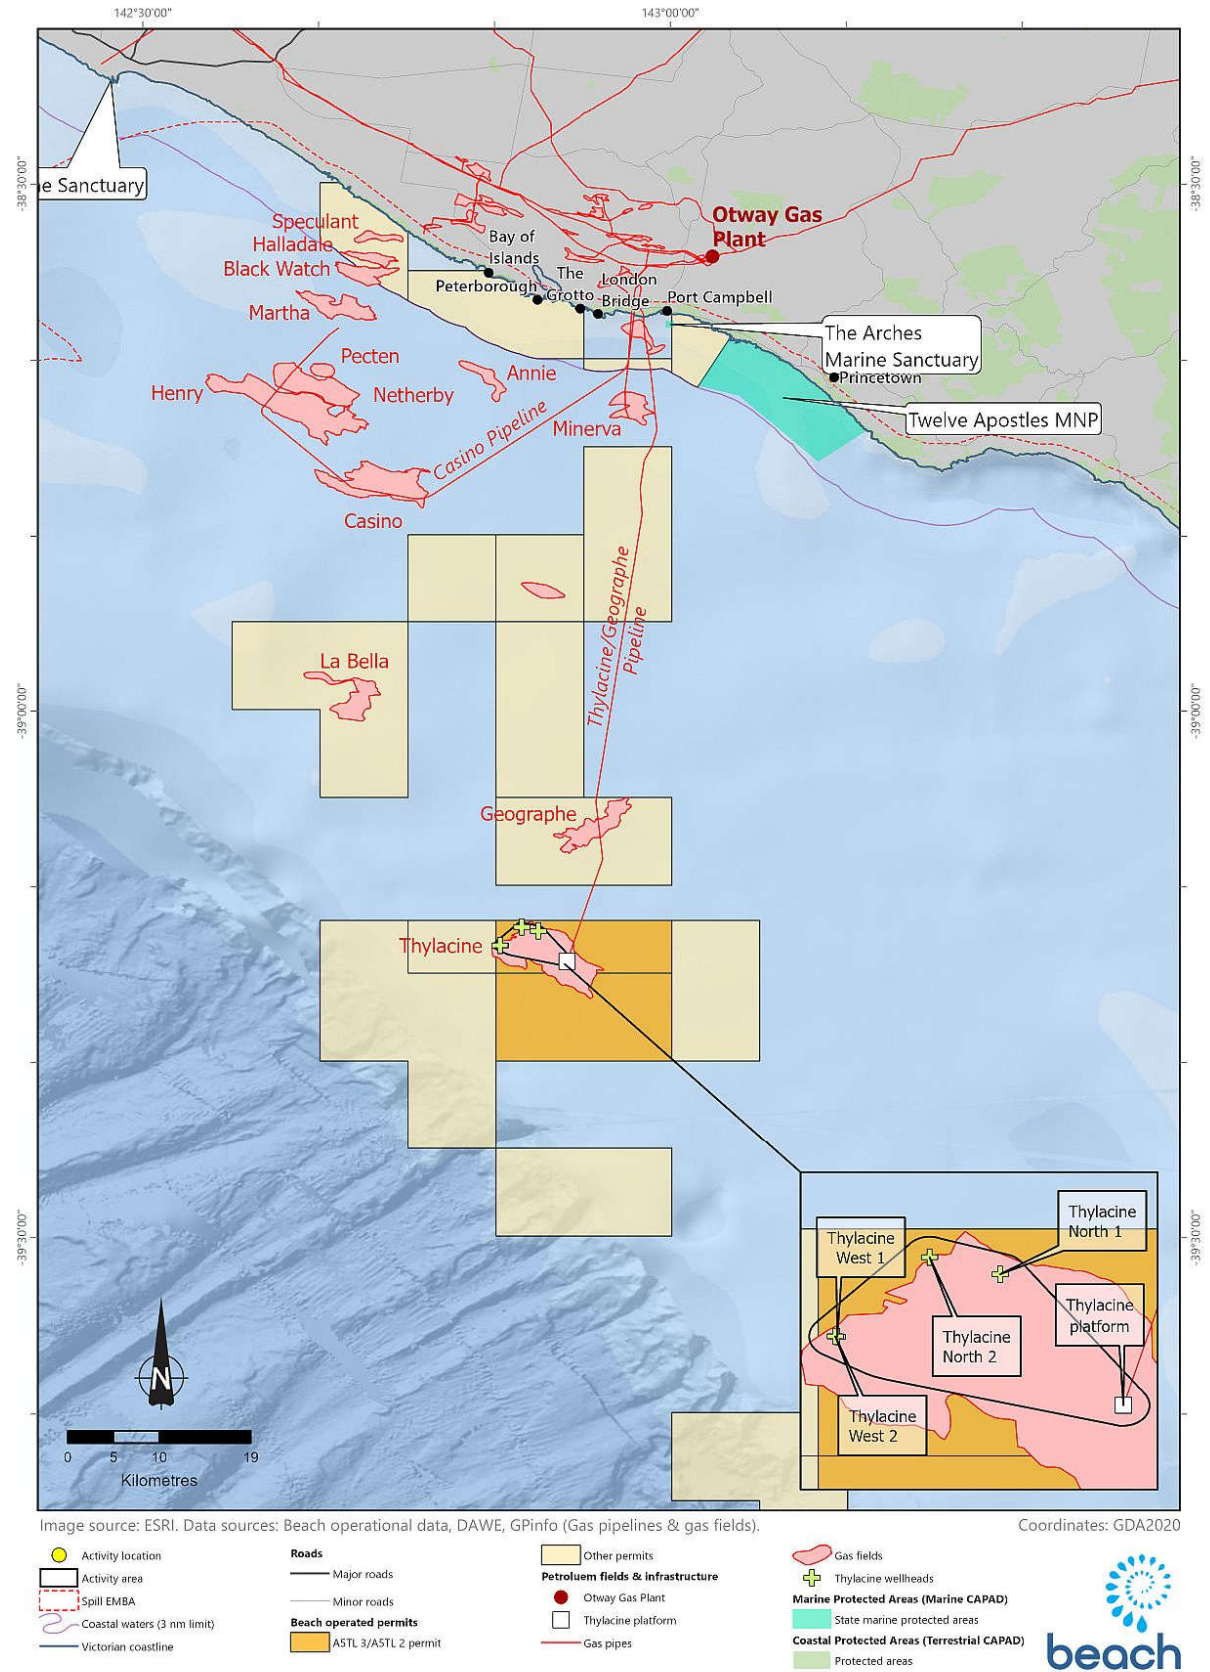 142°30'00"
143°00'00"
-38°30'00"
-38°30'00"
e Sanctuary
Speculant
Halladale
Black Watch
Martha
Bay of
Islands
Peterborough
The
Grotto
London
Bridge
Port Campbell
Otway Gas
Plant
The Arches
Marine Sanctuary
Princetown
Twelve Apostles MNP
Pecten
Henry
Netherby
Annie
Minerva
Casino Pipeline
Casino
Thylacine/Geographe
Pipeline
La Bella
-39°00'00"
-39°00'00"
Geographe
Thylacine
-39°30'00"
-39°30'00"
Thylacine
West 1
Thylacine
North 1
Thylacine
platform
Thylacine
North 2
Thylacine
West 2
N
0 5 10 19
Kilometres
Image source: ESRI. Data sources: Beach operational data, DAWE, GPinfo (Gas pipelines & gas fields).
Coordinates: GDA2020
Activity location
Activity area
Spill EMBA
Coastal waters (3 nm limit)
Victorian coastline
Roads
Major roads
Minor roads
Beach operated permits
ASTL 3/ASTL 2 permit
Other permits
Petroluem fields & infrastructure
Otway Gas Plant
Thylacine platform
Gas pipes
Gas fields
Thylacine wellheads
Marine Protected Areas (Marine CAPAD)
State marine protected areas
Coastal Protected Areas (Terrestrial CAPAD)
Protected areas
beach